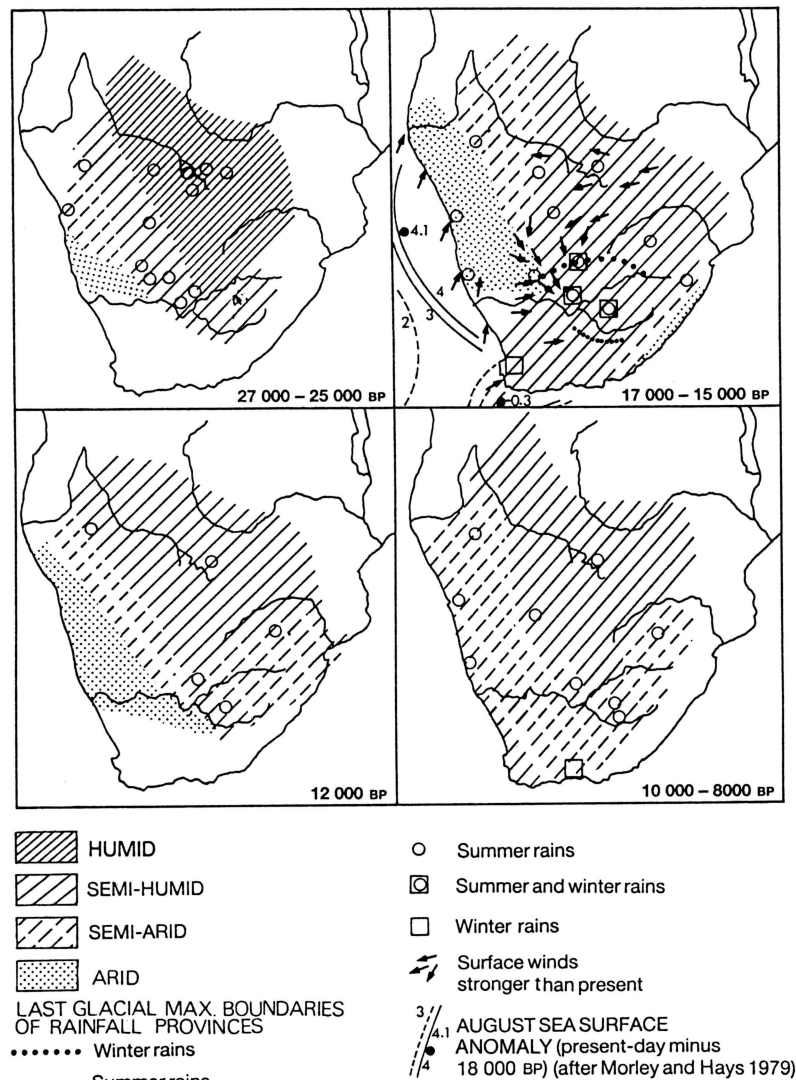 27 000 – 25 000 BP
4.1
4
3
2
0.3
17 000 – 15 000 BP
12 000 BP
10 000 – 8000 BP
HUMID
SEMI-HUMID
SEMI-ARID
ARID
LAST GLACIAL MAX. BOUNDARIES
OF RAINFALL PROVINCES
Winter rains
Summer rains
Summer rains
Summer and winter rains
Winter rains
Surface winds
stronger than present
3
4.1
4
AUGUST SEA SURFACE
ANOMALY (present-day minus
18 000 BP) (after Morley and Hays 1979)